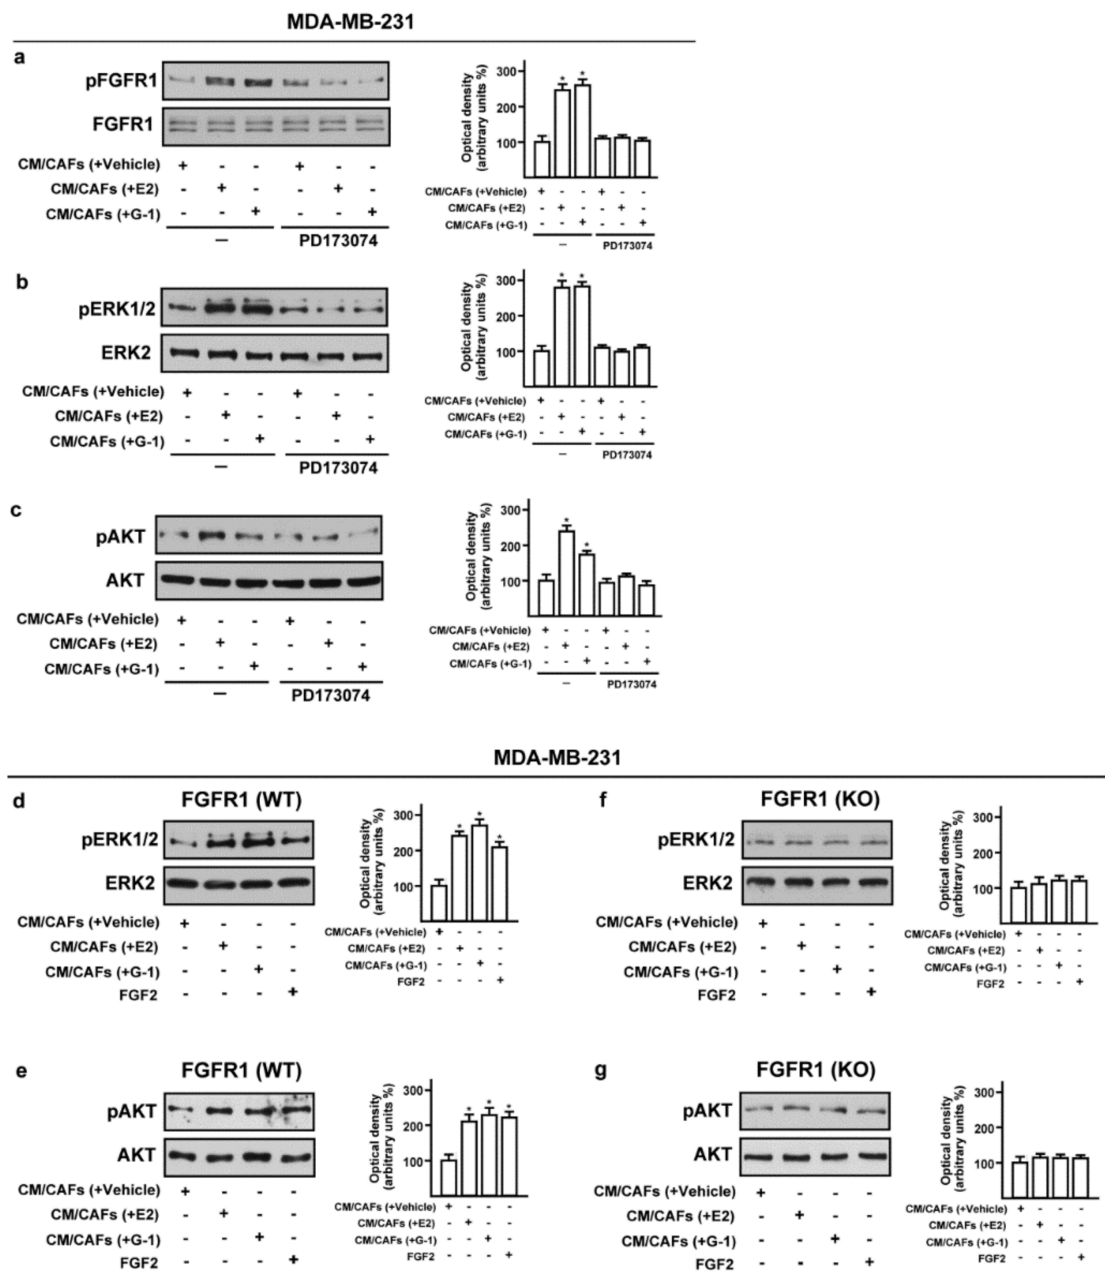 MDA-MB-231
a
pFGFR1
FGFR1
CM/CAFs (+Vehicle) + - - + - -
CM/CAFs (+E2) - + - - + -
CM/CAFs (+G-1) - - + - - +
– PD173074
Optical density
(arbitrary units %)
300
200
100
* *
CM/CAFs (+Vehicle) + - - + - -
CM/CAFs (+E2) - + - - + -
CM/CAFs (+G-1) - - + - - +
– PD173074
b
pERK1/2
ERK2
CM/CAFs (+Vehicle) + - - + - -
CM/CAFs (+E2) - + - - + -
CM/CAFs (+G-1) - - + - - +
– PD173074
Optical density
(arbitrary units %)
300
200
100
* *
CM/CAFs (+Vehicle) + - - + - -
CM/CAFs (+E2) - + - - + -
CM/CAFs (+G-1) - - + - - +
– PD173074
c
pAKT
AKT
CM/CAFs (+Vehicle) + - - + - -
CM/CAFs (+E2) - + - - + -
CM/CAFs (+G-1) - - + - - +
– PD173074
Optical density
(arbitrary units %)
300
200
100
* *
CM/CAFs (+Vehicle) + - - + - -
CM/CAFs (+E2) - + - - + -
CM/CAFs (+G-1) - - + - - +
– PD173074
MDA-MB-231
d
FGFR1 (WT)
pERK1/2
ERK2
CM/CAFs (+Vehicle) + - - -
CM/CAFs (+E2) - + - -
CM/CAFs (+G-1) - - + -
FGF2 - - - +
Optical density
(arbitrary units %)
300
200
100
* * *
CM/CAFs (+Vehicle) + - - -
CM/CAFs (+E2) - + - -
CM/CAFs (+G-1) - - + -
FGF2 - - - +
f
FGFR1 (KO)
pERK1/2
ERK2
CM/CAFs (+Vehicle) + - - -
CM/CAFs (+E2) - + - -
CM/CAFs (+G-1) - - + -
FGF2 - - - +
Optical density
(arbitrary units %)
300
200
100
CM/CAFs (+Vehicle) + - - -
CM/CAFs (+E2) - + - -
CM/CAFs (+G-1) - - + -
FGF2 - - - +
e
FGFR1 (WT)
pAKT
AKT
CM/CAFs (+Vehicle) + - - -
CM/CAFs (+E2) - + - -
CM/CAFs (+G-1) - - + -
FGF2 - - - +
Optical density
(arbitrary units %)
300
200
100
* * *
CM/CAFs (+Vehicle) + - - -
CM/CAFs (+E2) - + - -
CM/CAFs (+G-1) - - + -
FGF2 - - - +
g
FGFR1 (KO)
pAKT
AKT
CM/CAFs (+Vehicle) + - - -
CM/CAFs (+E2) - + - -
CM/CAFs (+G-1) - - + -
FGF2 - - - +
Optical density
(arbitrary units %)
300
200
100
CM/CAFs (+Vehicle) + - - -
CM/CAFs (+E2) - + - -
CM/CAFs (+G-1) - - + -
FGF2 - - - +